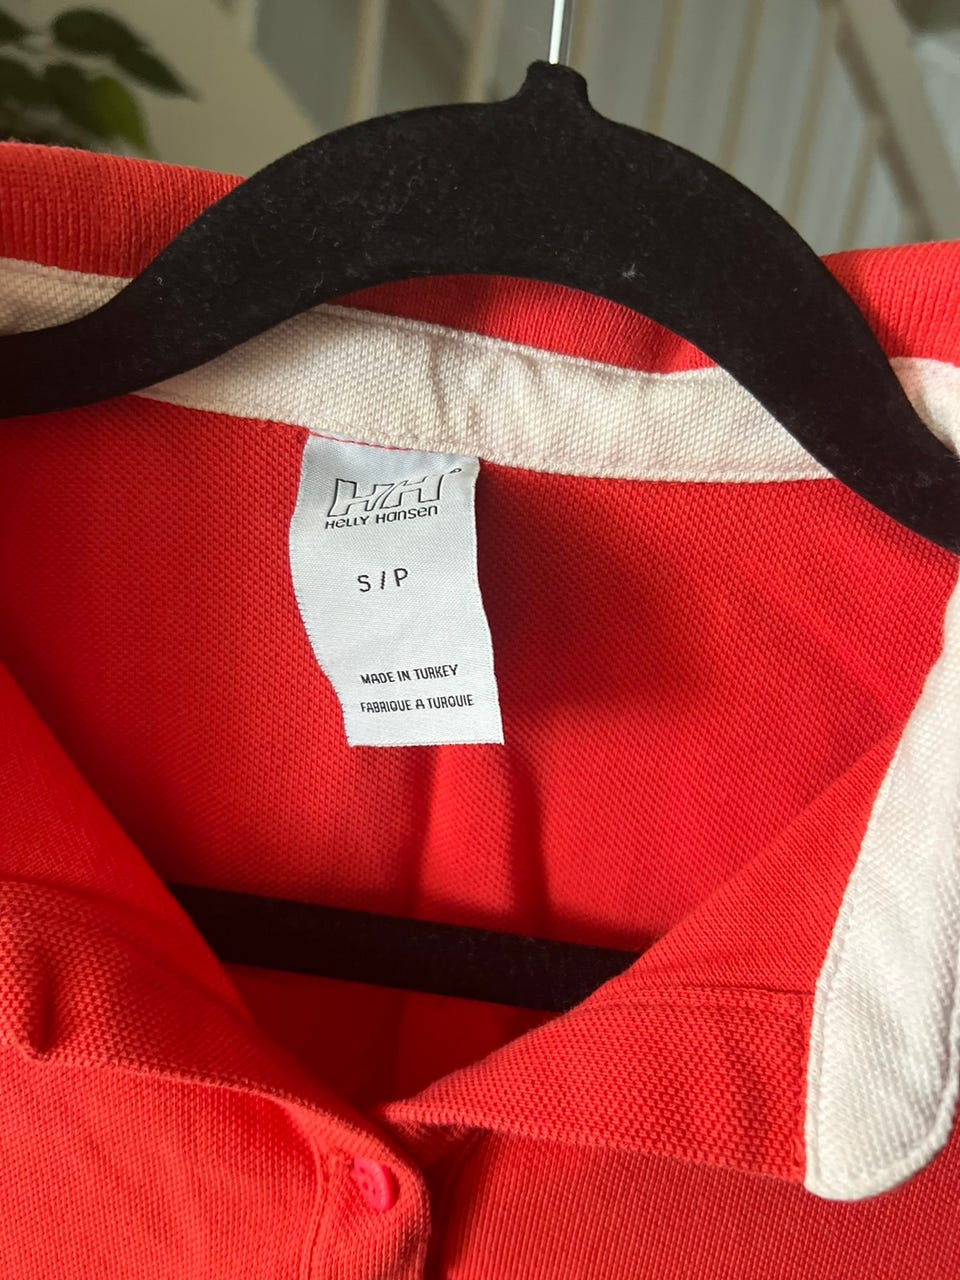 HH®
HELLY HANSEN
S / P
MADE IN TURKEY
FABRIQUE A TURQUIE